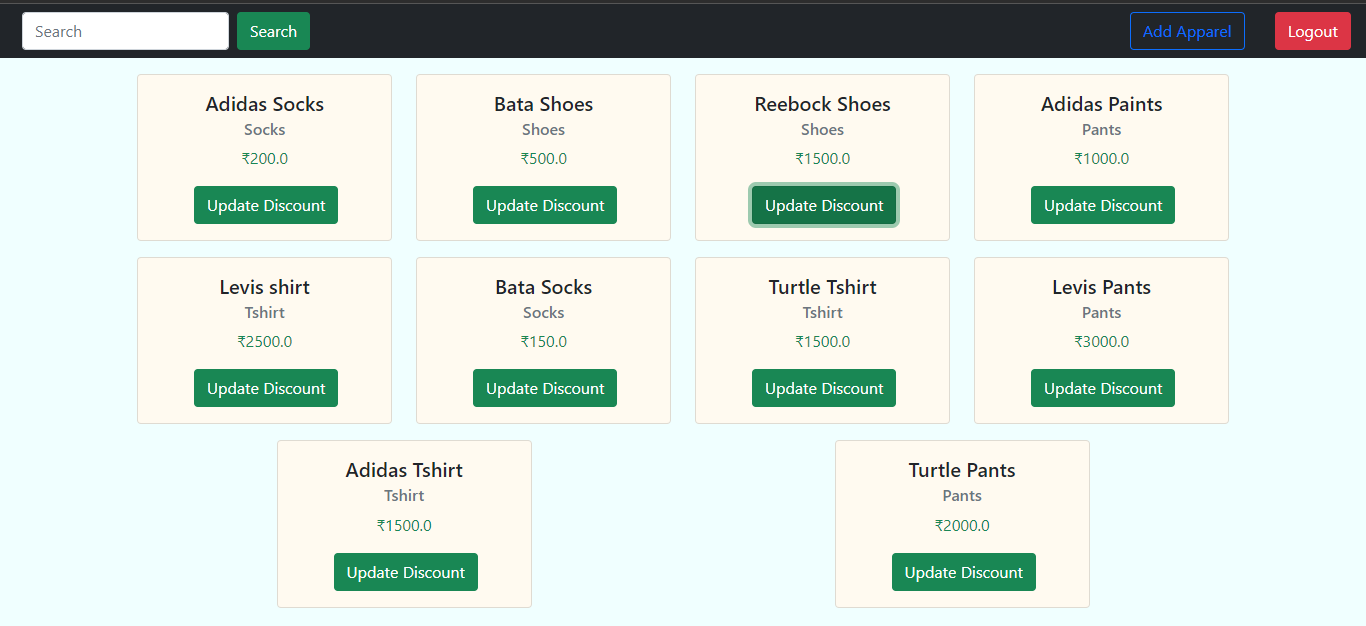 Search Search Add Apparel Logout
Adidas Socks
Socks
₹200.0
Update Discount
Bata Shoes
Shoes
₹500.0
Update Discount
Reebock Shoes
Shoes
₹1500.0
Update Discount
Adidas Paints
Pants
₹1000.0
Update Discount
Levis shirt
Tshirt
₹2500.0
Update Discount
Bata Socks
Socks
₹150.0
Update Discount
Turtle Tshirt
Tshirt
₹1500.0
Update Discount
Levis Pants
Pants
₹3000.0
Update Discount
Adidas Tshirt
Tshirt
₹1500.0
Update Discount
Turtle Pants
Pants
₹2000.0
Update Discount